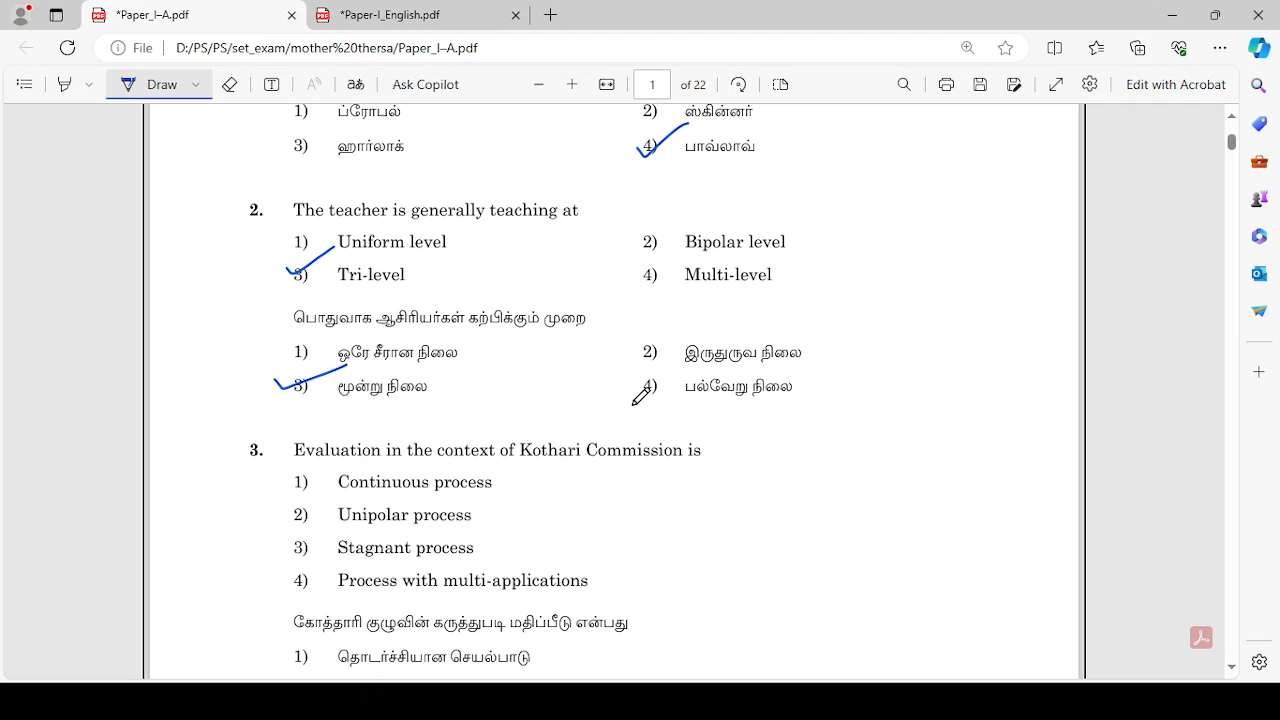 *Paper_I–A.pdf
*Paper-I_English.pdf
File
D:/PS/PS/set_exam/mother%20thersa/Paper_I–A.pdf
Draw
aあ
Ask Copilot
1
of 22
Edit with Acrobat
1) ப்ரோபல் 2) ஸ்கின்னர்
3) ஹார்லாக் 4) பாவ்லாவ்
2. The teacher is generally teaching at
1) Uniform level 2) Bipolar level
3) Tri-level 4) Multi-level
பொதுவாக ஆசிரியர்கள் கற்பிக்கும் முறை
1) ஒரே சீரான நிலை 2) இருதுருவ நிலை
3) மூன்று நிலை 4) பல்வேறு நிலை
3. Evaluation in the context of Kothari Commission is
1) Continuous process
2) Unipolar process
3) Stagnant process
4) Process with multi-applications
கோத்தாரி குழுவின் கருத்துபடி மதிப்பீடு என்பது
1) தொடர்ச்சியான செயல்பாடு